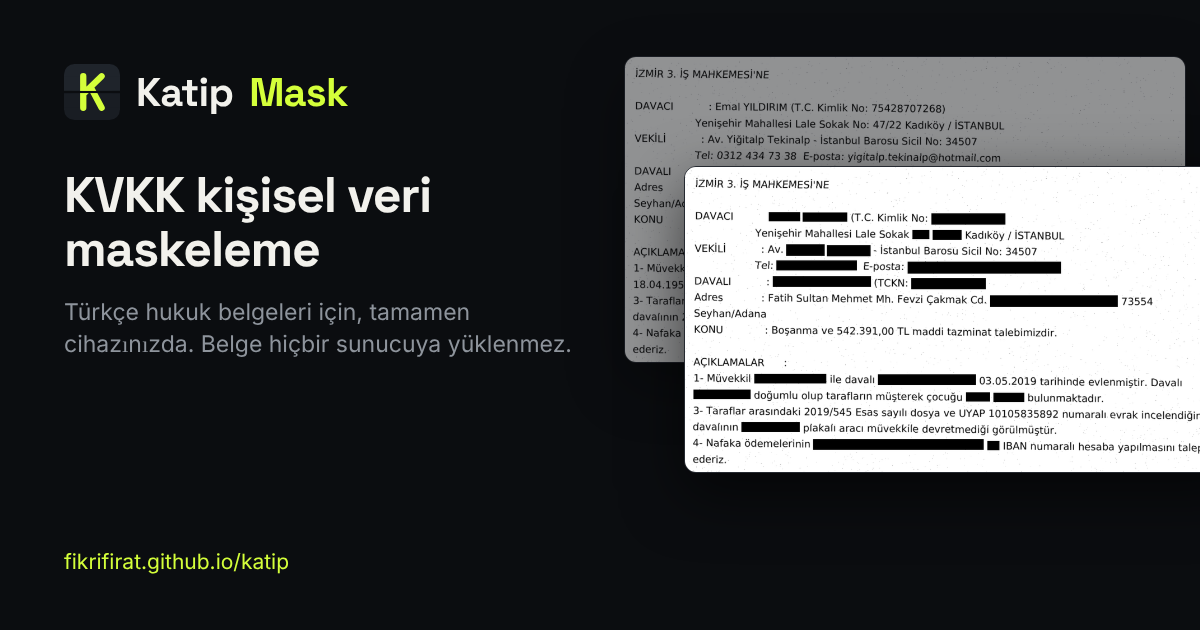 Katip Mask
KVKK kişisel veri
maskeleme
Türkçe hukuk belgeleri için, tamamen
cihazınızda. Belge hiçbir sunucuya yüklenmez.
fikrifirat.github.io/katip
İZMİR 3. İŞ MAHKEMESİ'NE
DAVACI : Emal YILDIRIM (T.C. Kimlik No: 75428707268)
Yenişehir Mahallesi Lale Sokak No: 47/22 Kadıköy / İSTANBUL
VEKİLİ : Av. Yiğitalp Tekinalp - İstanbul Barosu Sicil No: 34507
Tel: 0312 434 73 38 E-posta: yigitalp.tekinalp@hotmail.com
DAVALI
Adres
Seyhan/Ad
KONU
AÇIKLAMA
1- Müvekk
18.04.195
3- Taraflar
davalının
4- Nafaka
ederiz.
İZMİR 3. İŞ MAHKEMESİ'NE
DAVACI (T.C. Kimlik No:
Yenişehir Mahallesi Lale Sokak Kadıköy / İSTANBUL
VEKİLİ : Av. - İstanbul Barosu Sicil No: 34507
Tel: E-posta:
DAVALI : (TCKN:
Adres : Fatih Sultan Mehmet Mh. Fevzi Çakmak Cd. 73554
Seyhan/Adana
KONU : Boşanma ve 542.391,00 TL maddi tazminat talebimizdir.
AÇIKLAMALAR :
1- Müvekkil ile davalı 03.05.2019 tarihinde evlenmiştir. Davalı
doğumlu olup tarafların müşterek çocuğu bulunmaktadır.
3- Taraflar arasındaki 2019/545 Esas sayılı dosya ve UYAP 10105835892 numaralı evrak incelendiğin
davalının plakalı aracı müvekkile devretmediği görülmüştür.
4- Nafaka ödemelerinin IBAN numaralı hesaba yapılmasını talep
ederiz.